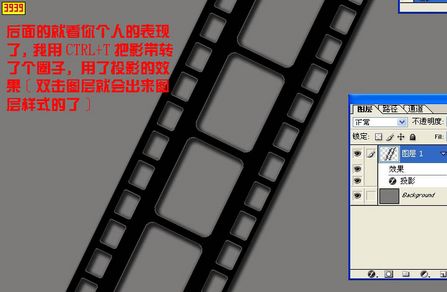 3939
后面的就看你个人的表现
了，我用 CTRL+T 把影带转
了个圈子，用了投影的效
果〔双击图层就会出来图
层样式的了〕
图层 路径 通道
正常 不透明度:
锁定: Fill:
图层 1
效果
投影
Background